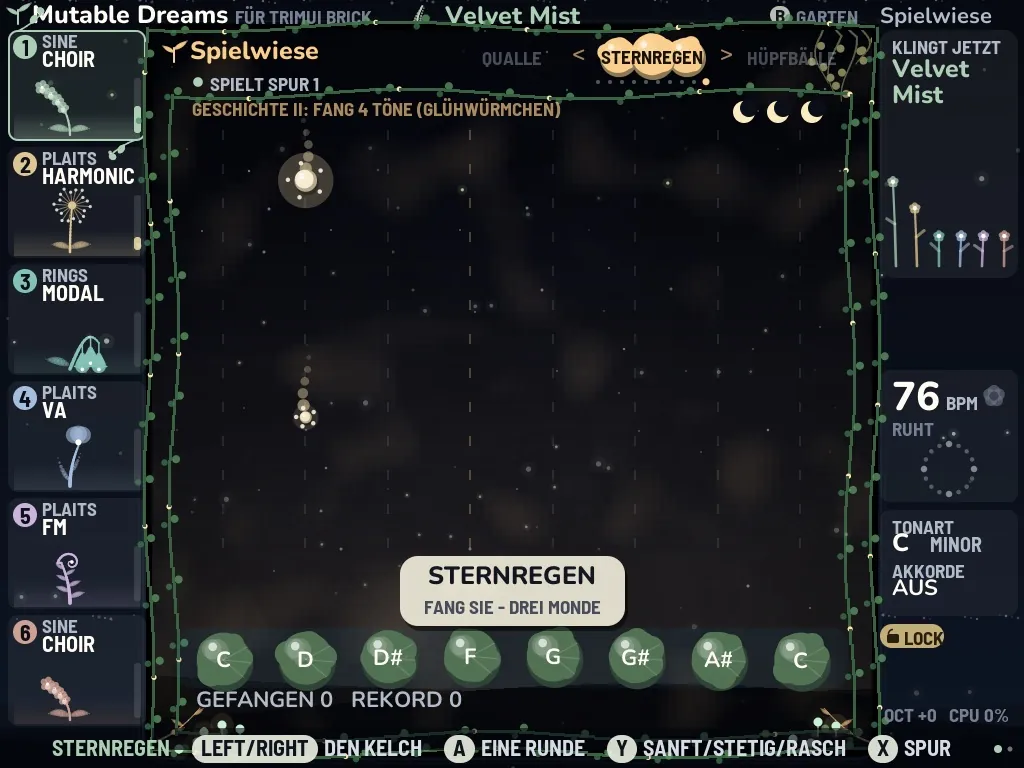 Mutable Dreams FÜR TRIMUI BRICK Velvet Mist B GARTEN Spielwiese
1 SINE
CHOIR
2 PLAITS
HARMONIC
3 RINGS
MODAL
4 PLAITS
VA
5 PLAITS
FM
6 SINE
CHOIR
Spielwiese
SPIELT SPUR 1
QUALLE < STERNREGEN > HÜPFBÄLLE
GESCHICHTE II: FANG 4 TÖNE (GLÜHWÜRMCHEN)
STERNREGEN
FANG SIE - DREI MONDE
C D D# F G G# A# C
GEFANGEN 0 REKORD 0
KLINGT JETZT
Velvet
Mist
76 BPM
RUHT
TONART
C MINOR
AKKORDE
AUS
LOCK
OCT +0 CPU 0%
STERNREGEN LEFT/RIGHT DEN KELCH A EINE RUNDE Y SANFT/STETIG/RASCH X SPUR